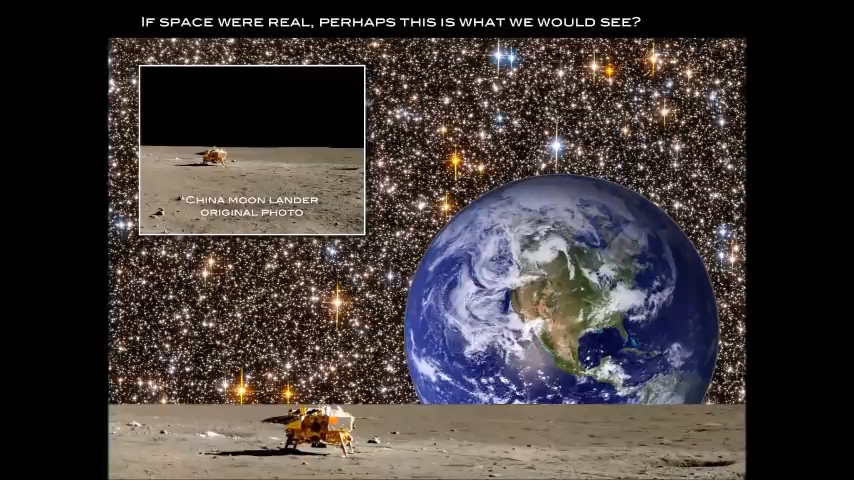 If space were real, perhaps this is what we would see?
*China moon lander
original photo